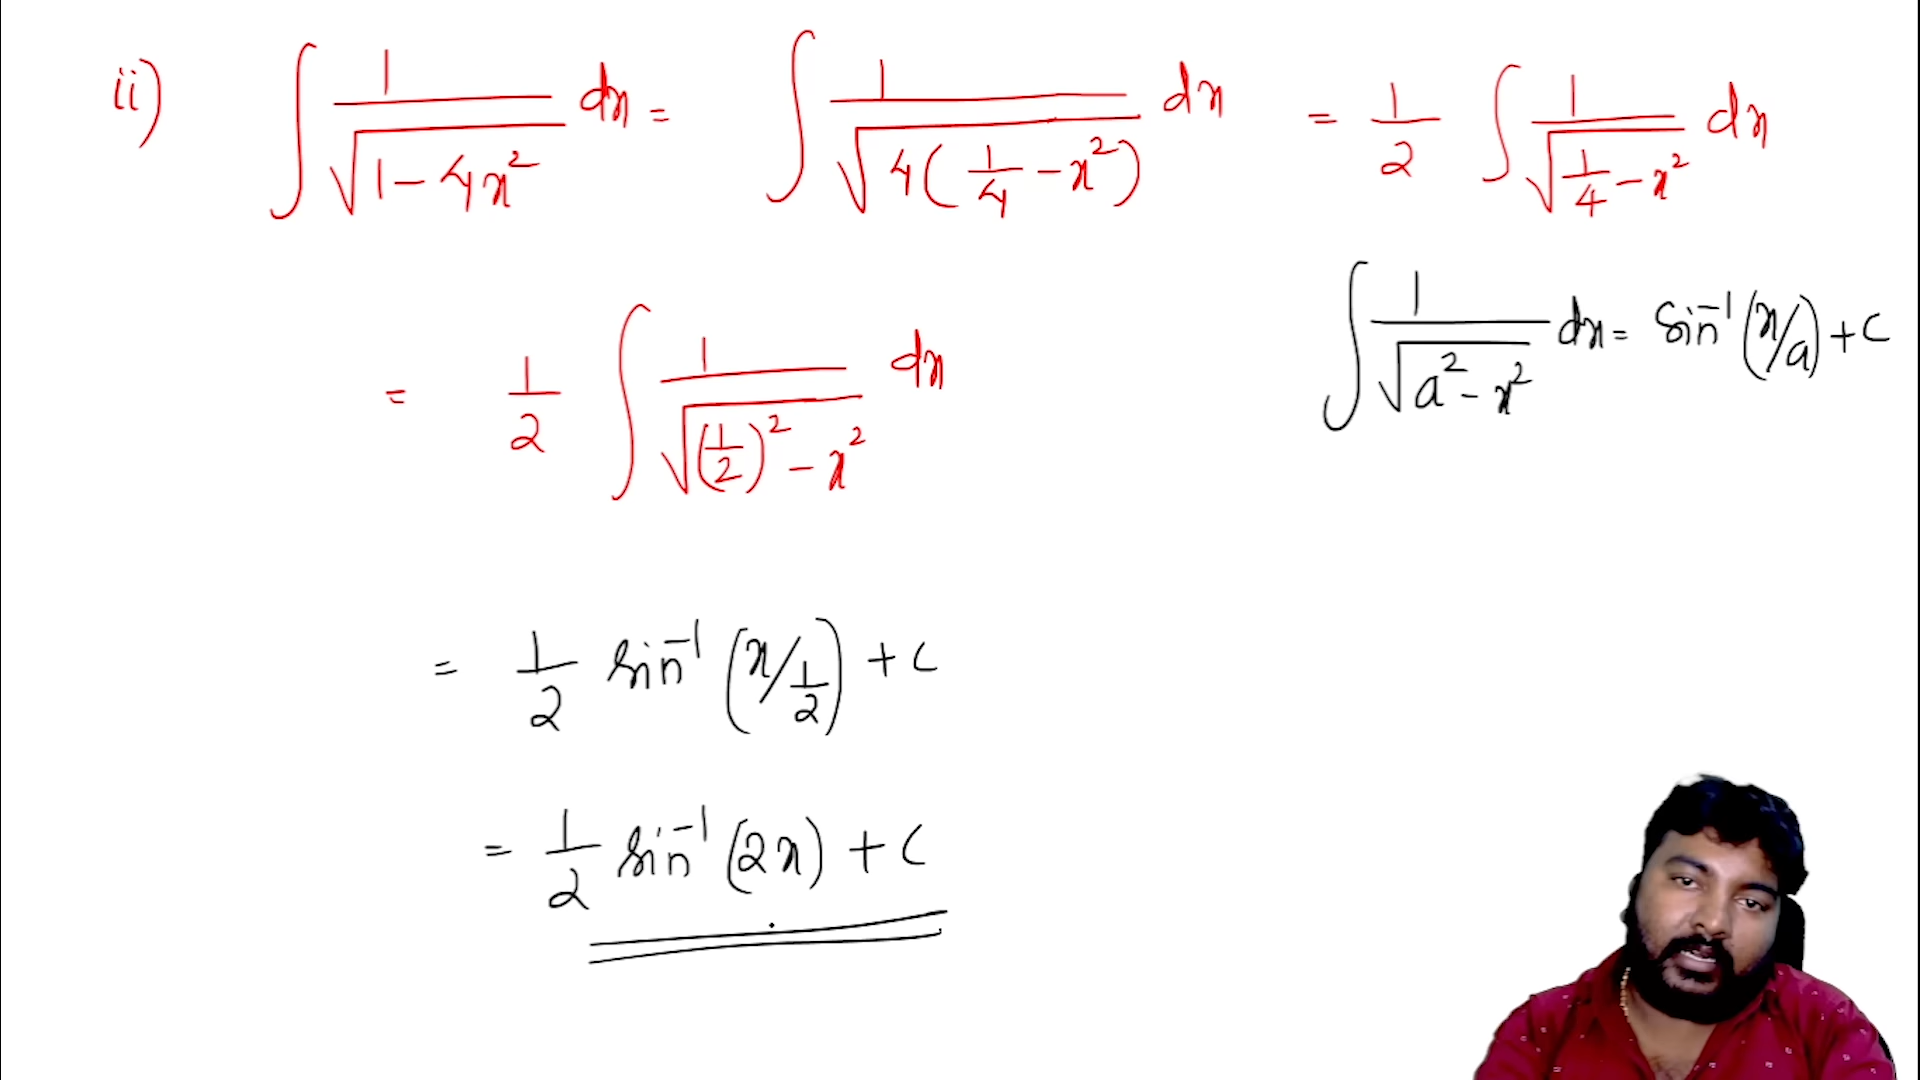 ii) ∫ 1/√(1 - 4x²) dx = ∫ 1/√(4(1/4 - x²)) dx = 1/2 ∫ 1/√(1/4 - x²) dx
∫ 1/√(a² - x²) dx = sin⁻¹(x/a) + c
= 1/2 ∫ 1/√((1/2)² - x²) dx
= 1/2 sin⁻¹(x/1/2) + c
= 1/2 sin⁻¹(2x) + c